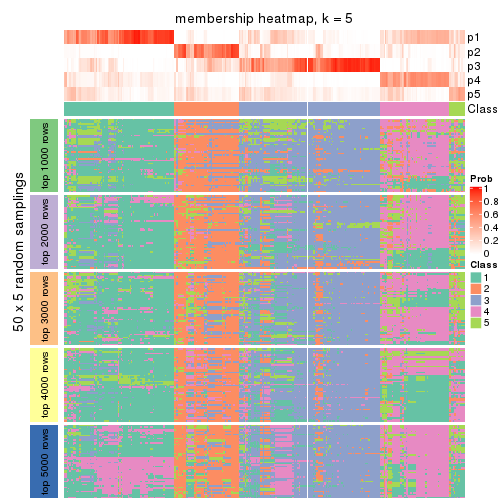 membership heatmap, k = 5
p1
p2
p3
p4
p5
Class
50 x 5 random samplings
top 1000 rows
top 2000 rows
top 3000 rows
top 4000 rows
top 5000 rows
Prob
1
0.8
0.6
0.4
0.2
0
Class
1
2
3
4
5